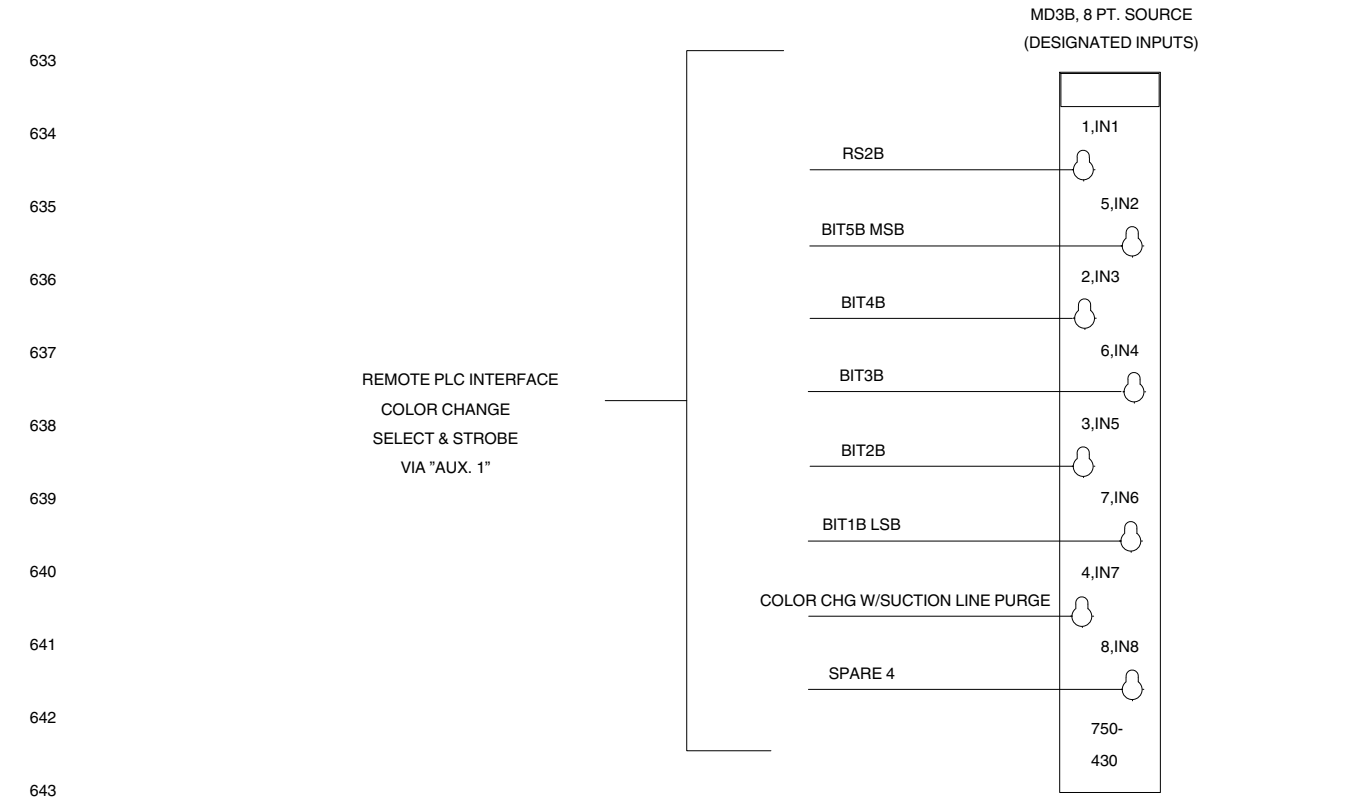 MD3B, 8 PT. SOURCE
(DESIGNATED INPUTS)
633
634
1,IN1
RS2B
635
5,IN2
BIT5B MSB
636
2,IN3
BIT4B
637
6,IN4
BIT3B
REMOTE PLC INTERFACE
COLOR CHANGE
SELECT & STROBE
VIA ”AUX. 1”
638
3,IN5
BIT2B
639
7,IN6
BIT1B LSB
640
4,IN7
COLOR CHG W/SUCTION LINE PURGE
641
8,IN8
SPARE 4
642
750-
430
643